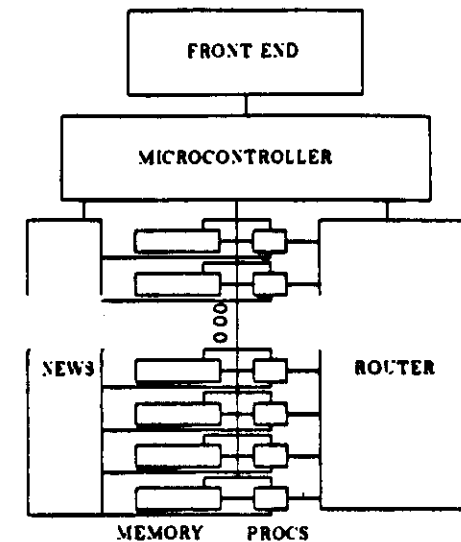 FRONT END
MICROCONTROLLER
NEWS
ROUTER
MEMORY PROCS